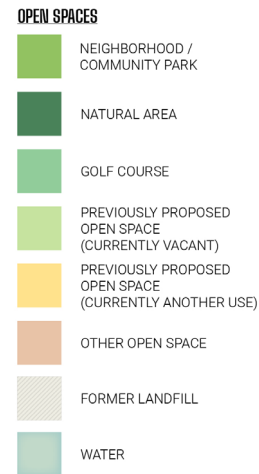 OPEN SPACES
NEIGHBORHOOD /
COMMUNITY PARK
NATURAL AREA
GOLF COURSE
PREVIOUSLY PROPOSED
OPEN SPACE
(CURRENTLY VACANT)
PREVIOUSLY PROPOSED
OPEN SPACE
(CURRENTLY ANOTHER USE)
OTHER OPEN SPACE
FORMER LANDFILL
WATER